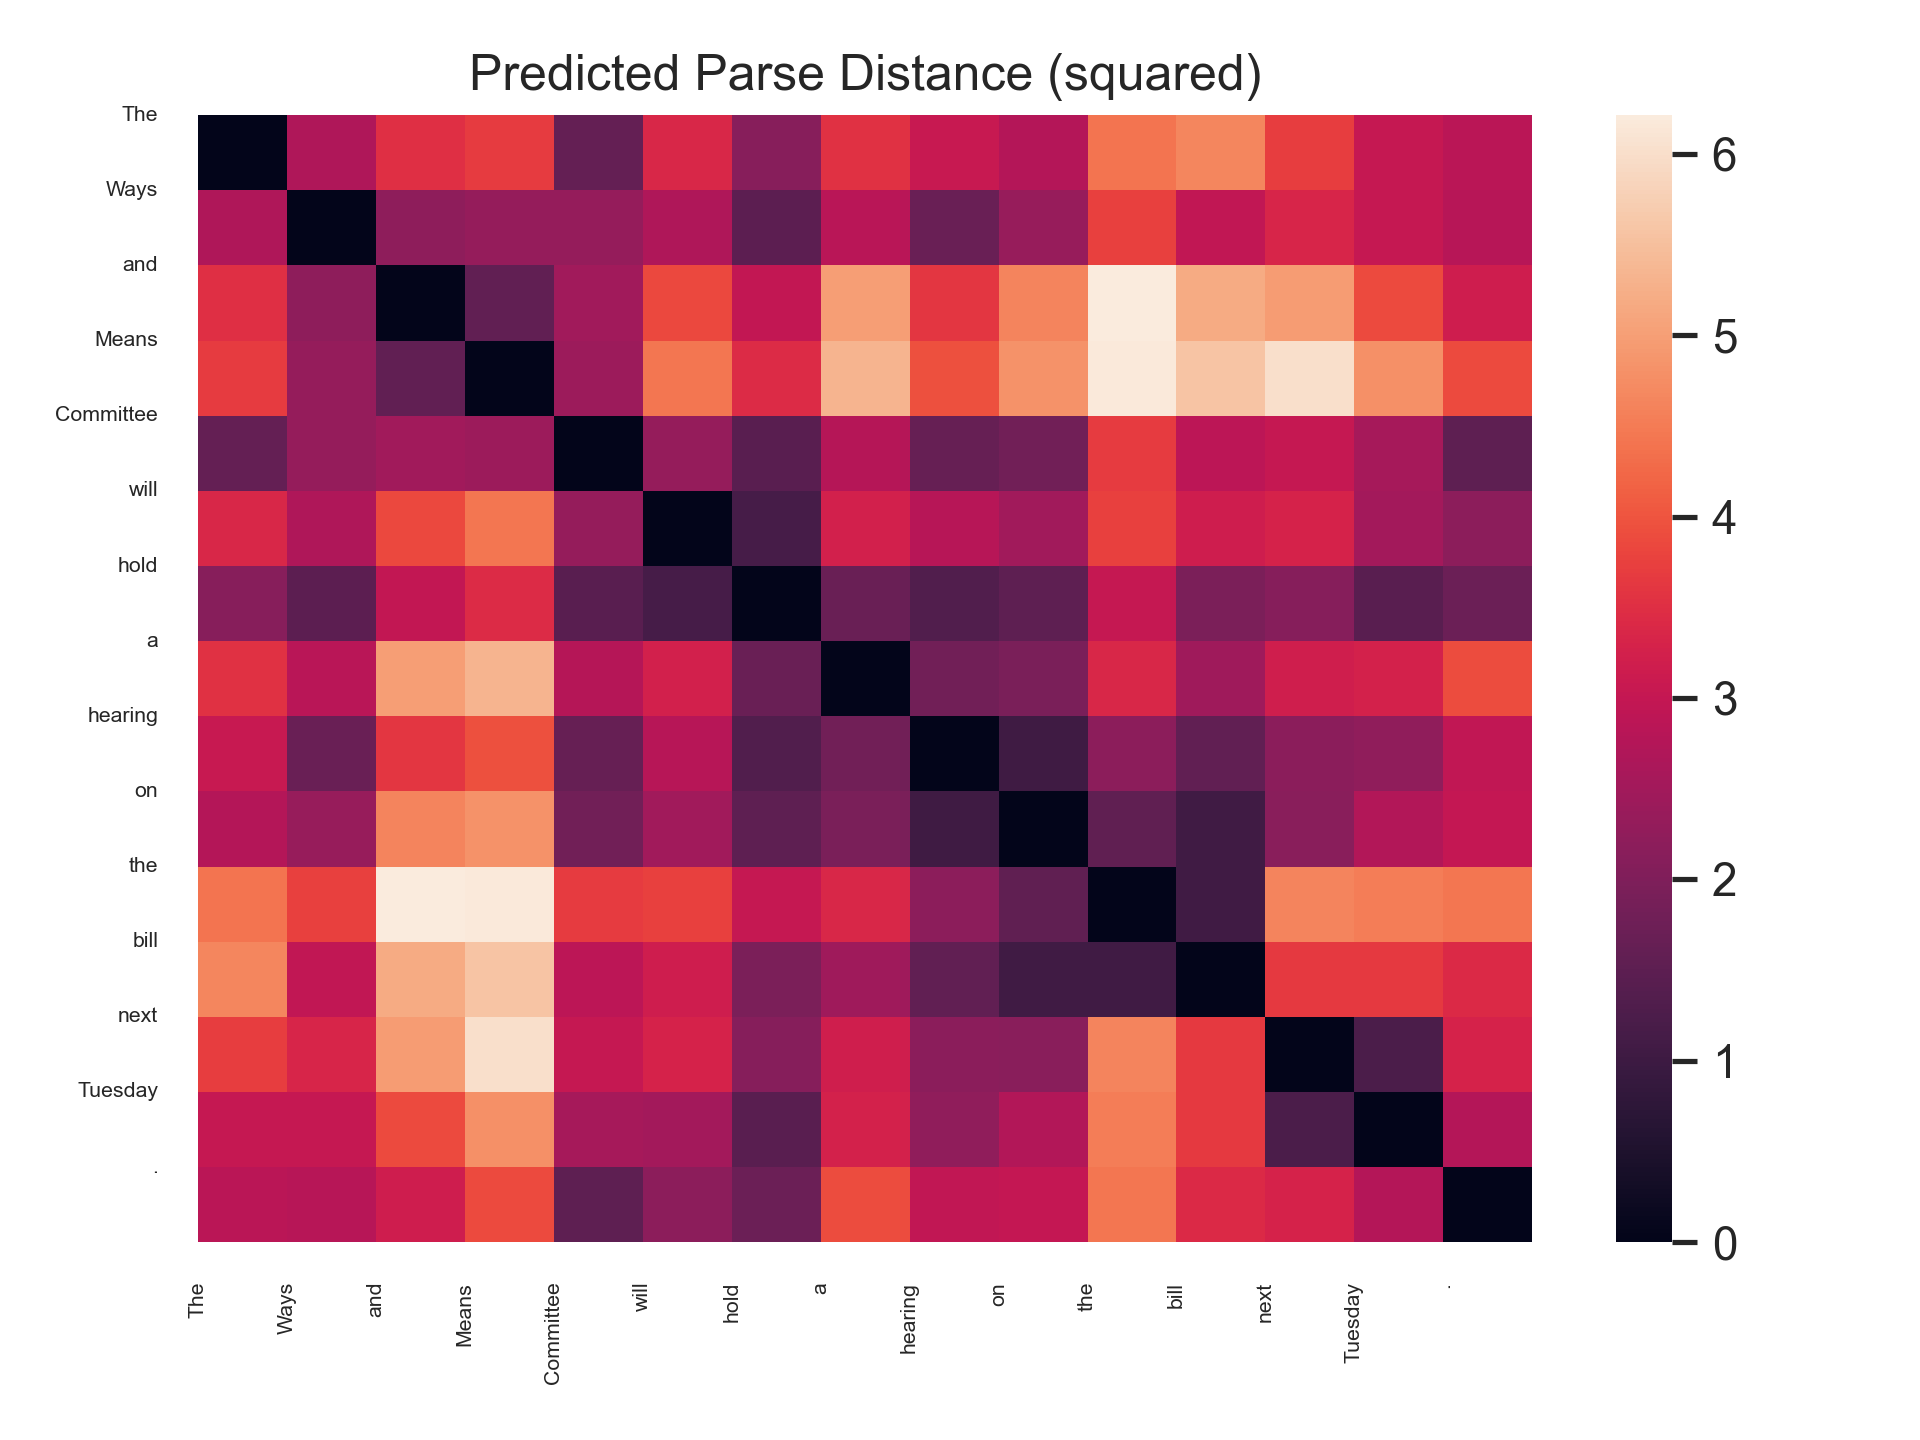 Predicted Parse Distance (squared)
The
Ways
and
Means
Committee
will
hold
a
hearing
on
the
bill
next
Tuesday
.
The
Ways
and
Means
Committee
will
hold
a
hearing
on
the
bill
next
Tuesday
.
6
5
4
3
2
1
0